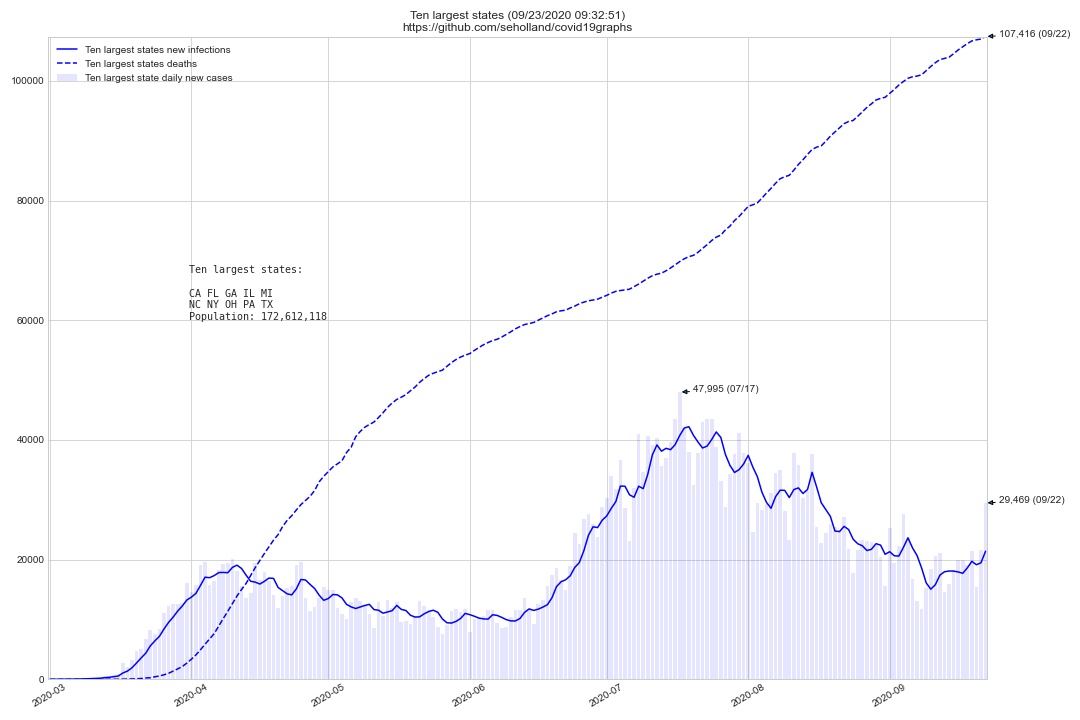 Ten largest states (09/23/2020 09:32:51)
https://github.com/seholland/covid19graphs
107,416 (09/22)
Ten largest states new infections
Ten largest states deaths
Ten largest state daily new cases
100000
80000
Ten largest states:
CA FL GA IL MI
NC NY OH PA TX
Population: 172,612,118
60000
47,995 (07/17)
40000
29,469 (09/22)
20000
0
2020-03
2020-04
2020-05
2020-06
2020-07
2020-08
2020-09